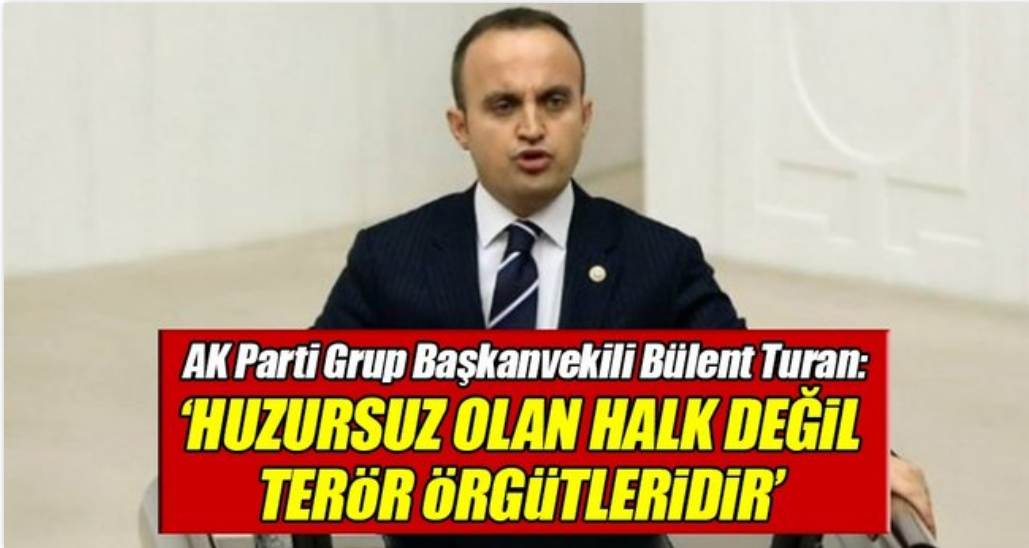 AK Parti Grup Başkanvekili Bülent Turan:
‘HUZURSUZ OLAN HALK DEĞİL
TERÖR ÖRGÜTLERİDİR’